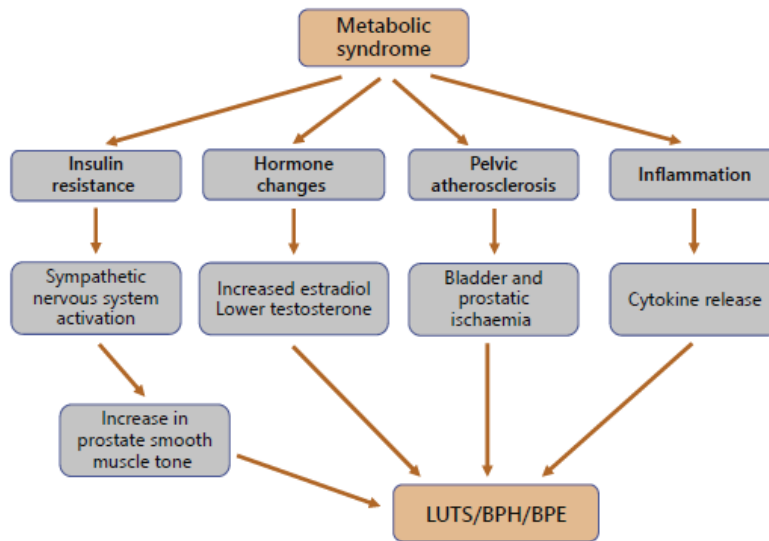 Metabolic
syndrome
Insulin
resistance
Hormone
changes
Pelvic
atherosclerosis
Inflammation
Sympathetic
nervous system
activation
Increased estradiol
Lower testosterone
Bladder and
prostatic
ischaemia
Cytokine release
Increase in
prostate smooth
muscle tone
LUTS/BPH/BPE